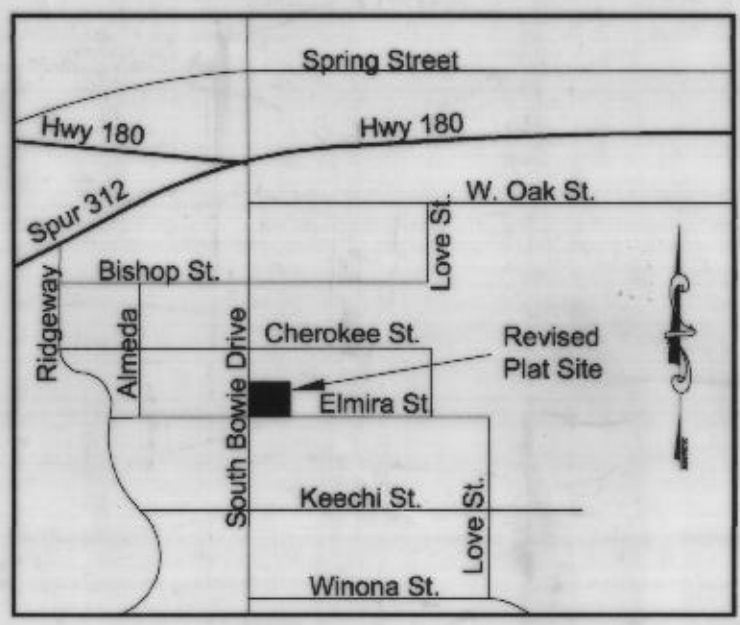 Spring Street
Hwy 180
Hwy 180
Spur 312
W. Oak St.
Love St.
Bishop St.
Ridgeway
Almeda
South Bowie Drive
Cherokee St.
Revised
Plat Site
Elmira St.
Keechi St.
Love St.
Winona St.